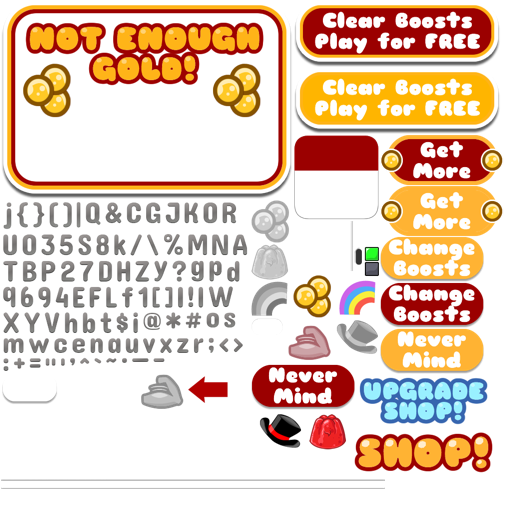 NOT ENOUGH
GOLD!
Clear Boosts
Play for FREE
Clear Boosts
Play for FREE
Get
More
Get
More
Change
Boosts
Change
Boosts
Never
Mind
j{}()|Q&CGJKOR
UO35S8k/\%MNA
TBP27DHZy?gpd
q694EFLf1[]I!lW
XYVhbt$i@*#os
mwcenauvxzr;<>
Never
Mind
UPGRADE
SHOP!
SHOP!